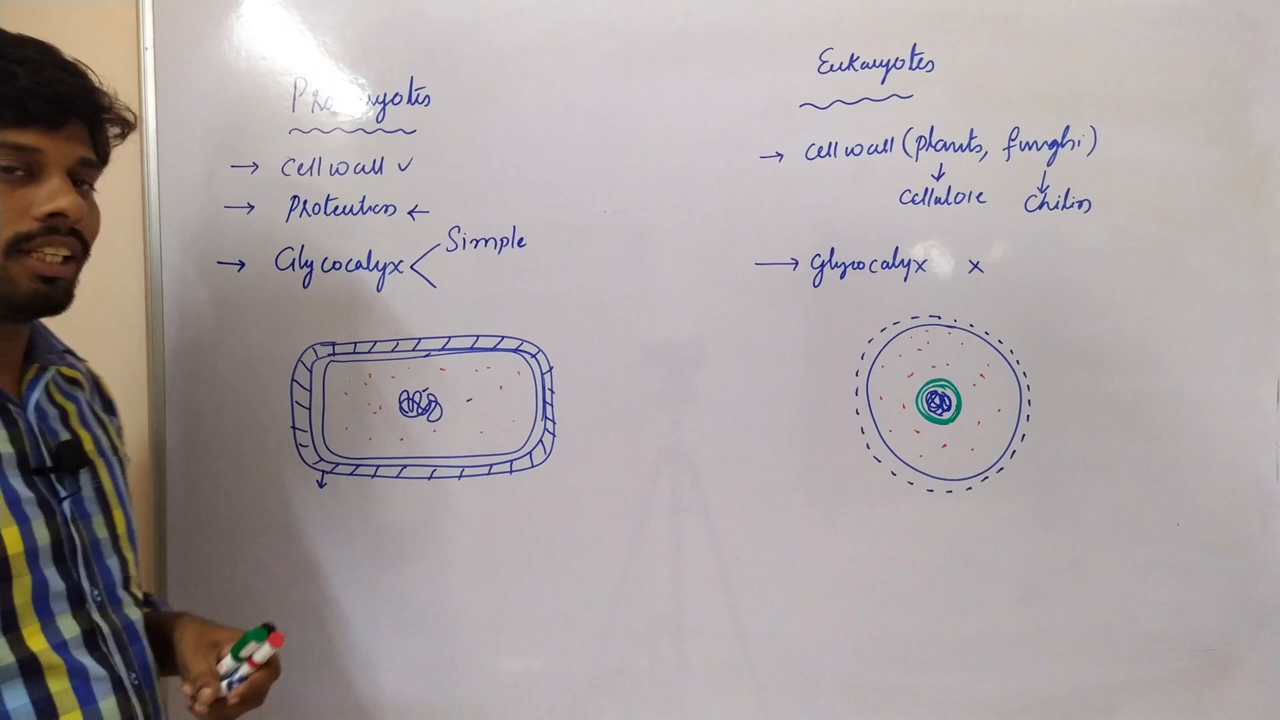 Prokaryotes
→ Cell wall ✓
→ Protection ←
→ Glycocalyx < Simple
Eukaryotes
→ cell wall (plants, funghi)
↓ ↓
Cellulose Chitin
→ Glycocalyx x